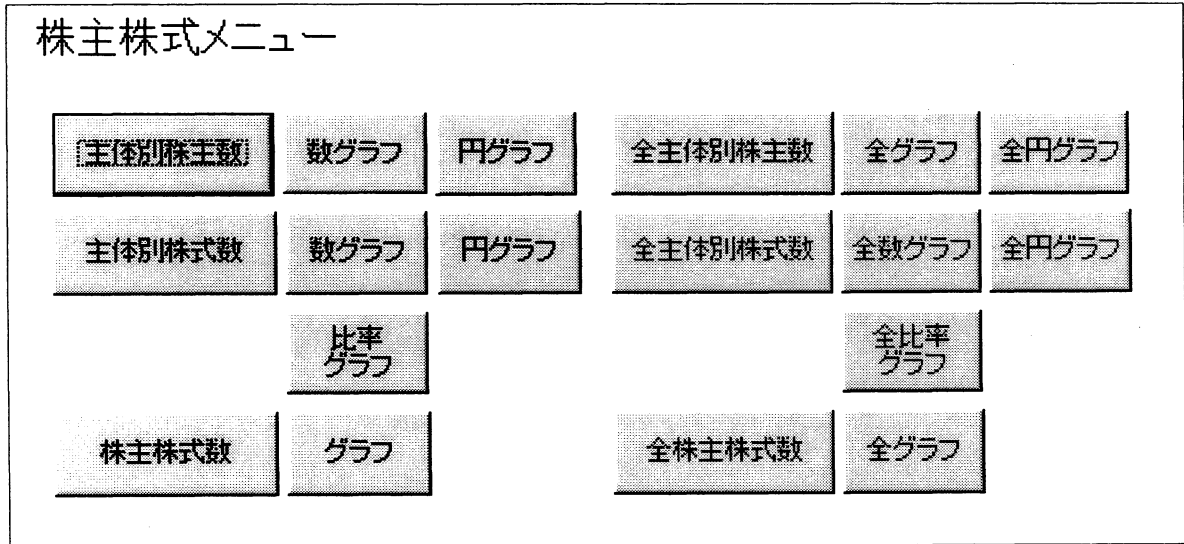 株主株式メニュー
主体別株主数 数グラフ 円グラフ 全主体別株主数 全グラフ 全円グラフ
主体別株式数 数グラフ 円グラフ 全主体別株式数 全数グラフ 全円グラフ
比率 全比率
グラフ グラフ
株主株式数 グラフ 全株主株式数 全グラフ